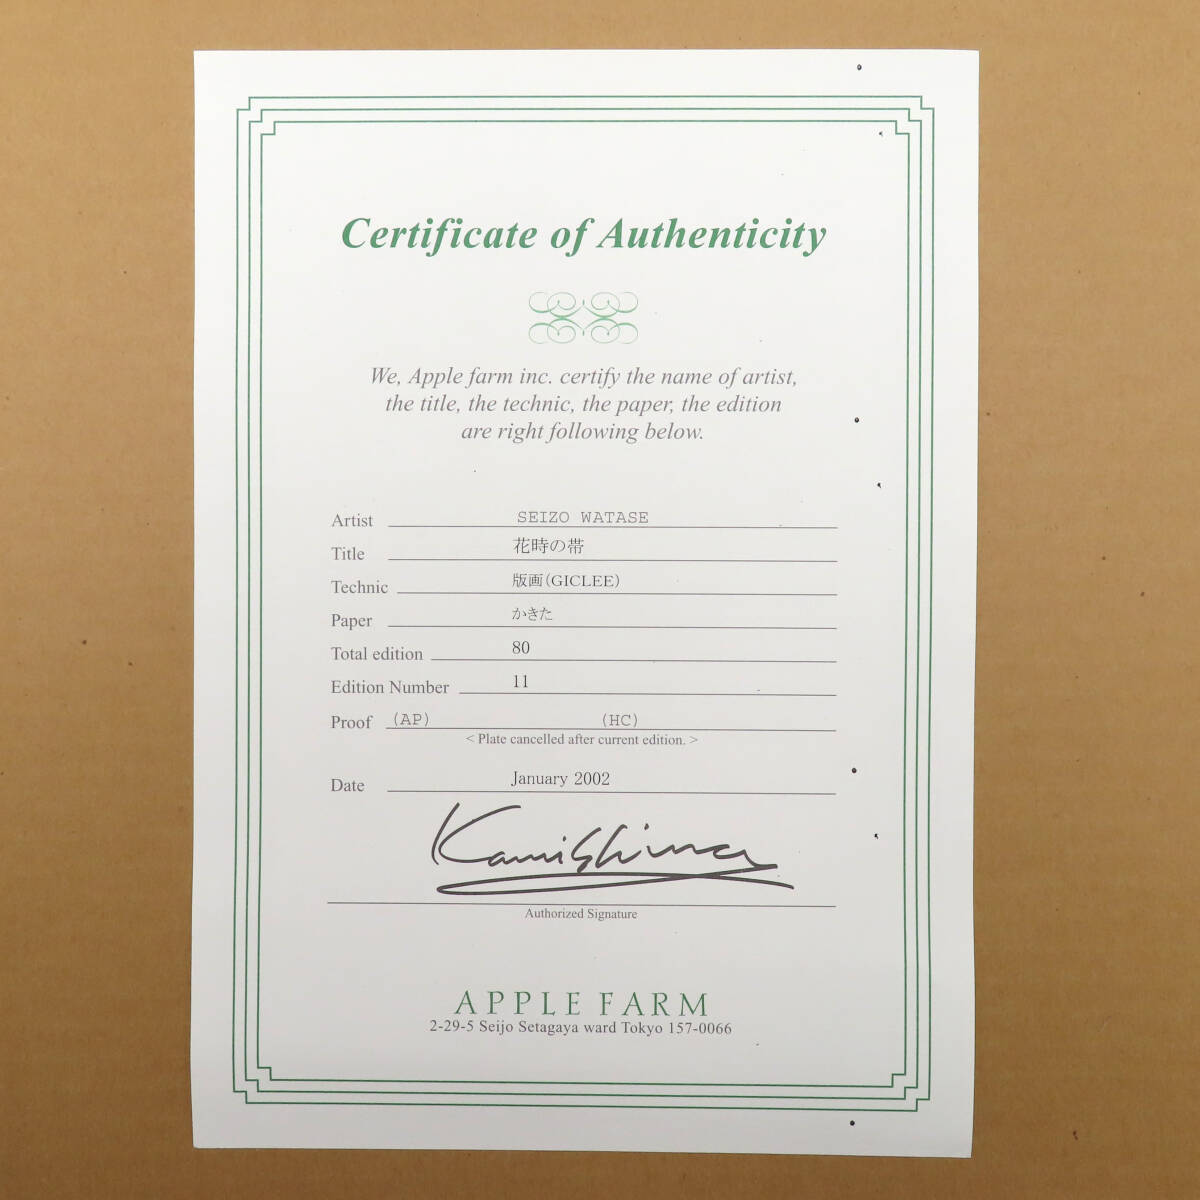 Certificate of Authenticity
We, Apple farm inc. certify the name of artist,
the title, the technic, the paper, the edition
are right following below.
Artist SEIZO WATASE
Title 花時の帯
Technic 版画(GICLEE)
Paper かきた
Total edition 80
Edition Number 11
Proof (AP) (HC)
< Plate cancelled after current edition. >
Date January 2002
Kamishima
Authorized Signature
APPLE FARM
2-29-5 Seijo Setagaya ward Tokyo 157-0066